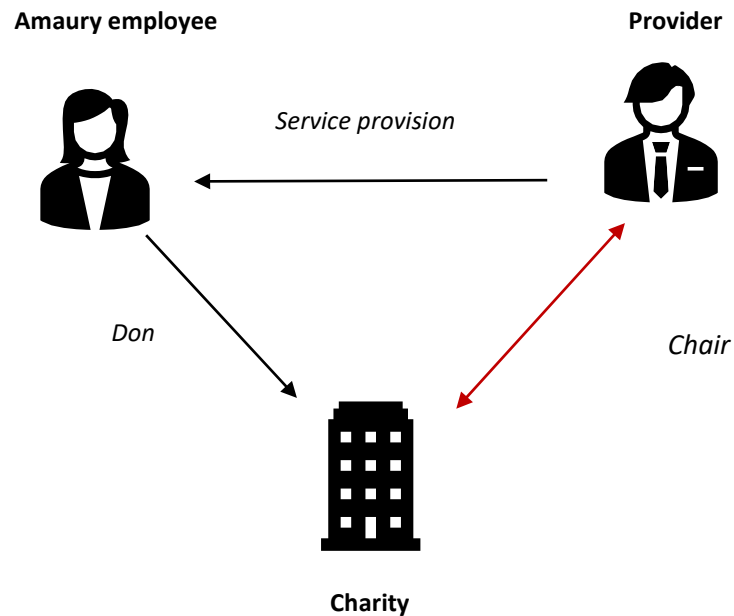 Amaury employee
Provider
Service provision
Don
Chair
Charity